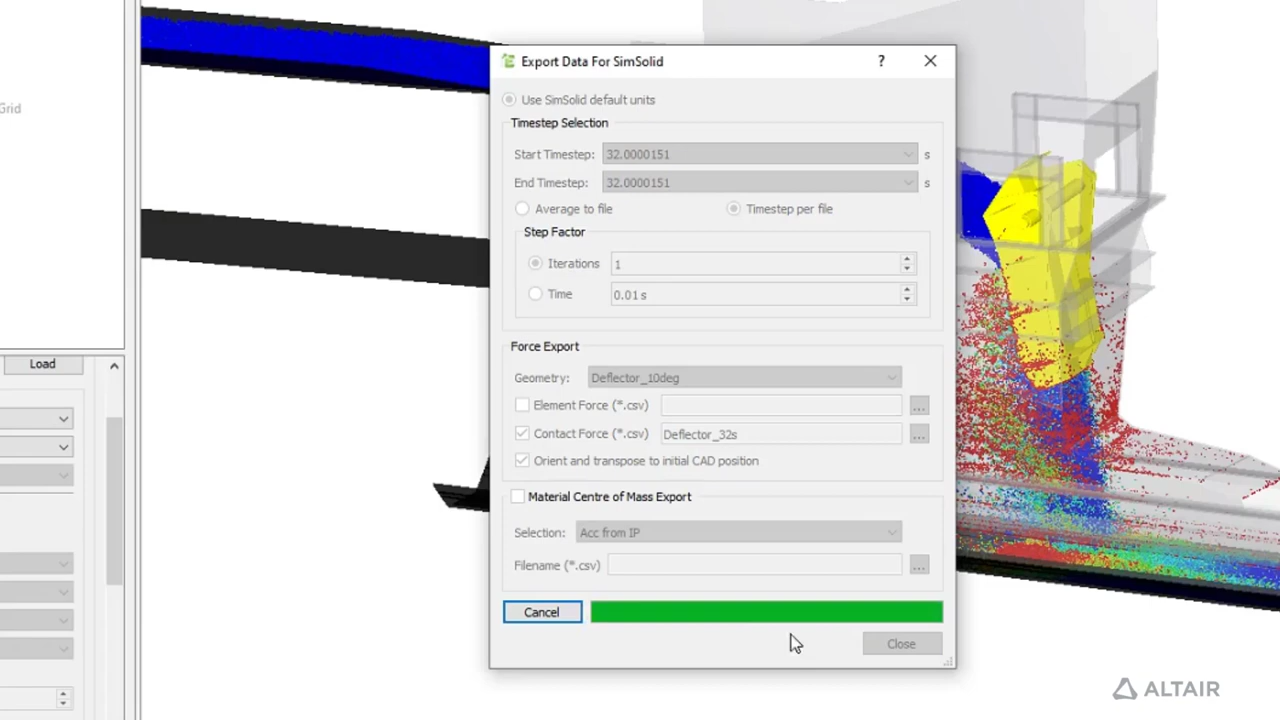 Export Data For SimSolid
?
Use SimSolid default units
Grid
Timestep Selection
Start Timestep: 32.0000151 s
End Timestep: 32.0000151 s
Average to file Timestep per file
Step Factor
Iterations 1
Time 0.01s
Force Export
Load
Geometry: Deflector_10deg
Element Force (*.csv) ...
Contact Force (*.csv) Deflector_32s ...
Orient and transpose to initial CAD position
Material Centre of Mass Export
Selection: Acc from IP
Filename (*.csv) ...
Cancel
Close
ALTAIR